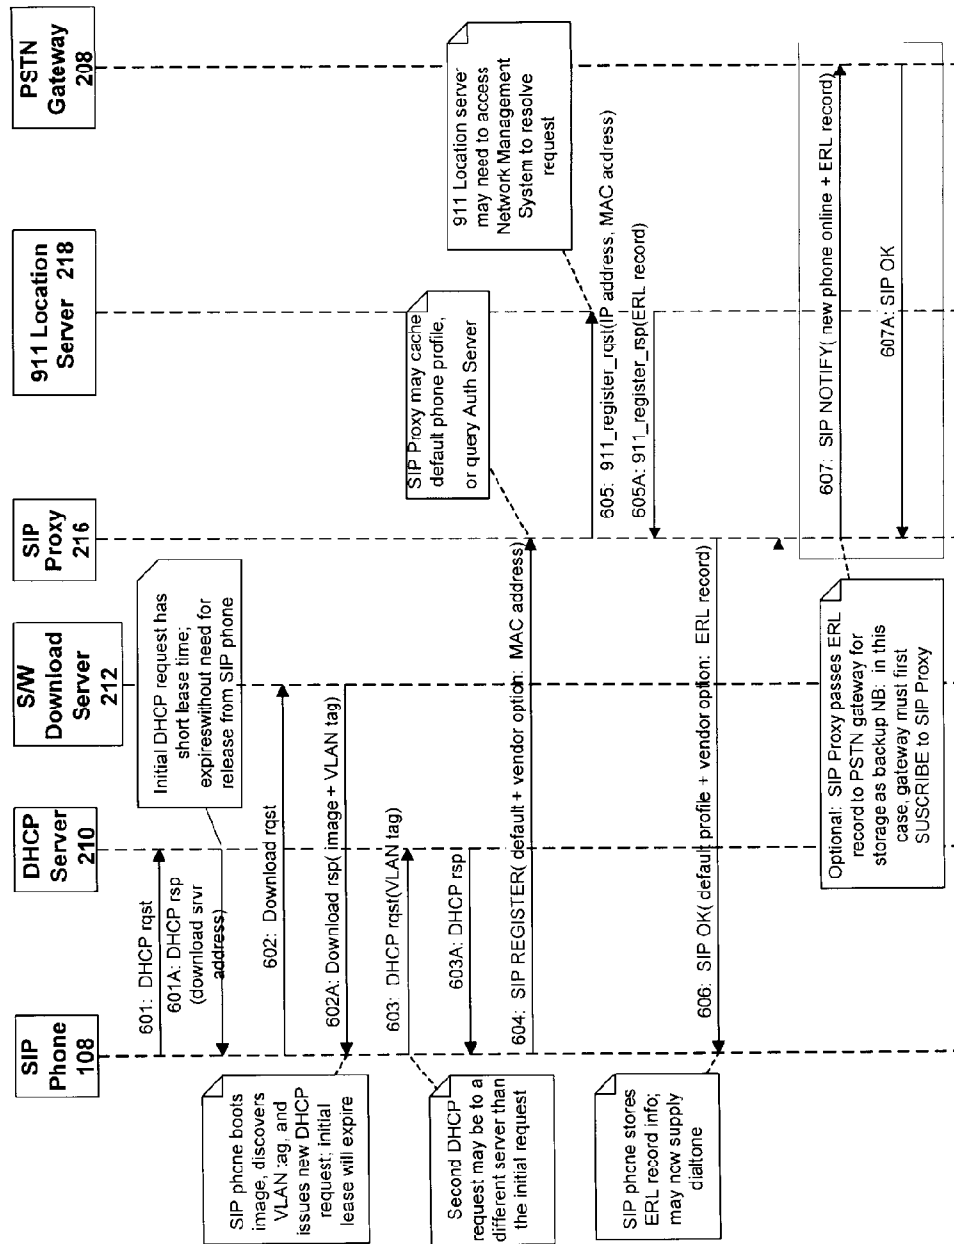 SIP
Phone
108
DHCP
Server
210
S/W
Download
Server
212
SIP
Proxy
216
911 Location
Server 218
PSTN
Gateway
208
601: DHCP rqst
601A: DHCP rsp
(download srvr
address)
Initial DHCP request has
short lease time;
expireswithout need for
release from SIP phone
602: Download rqst
602A: Download rsp( image + VLAN tag)
SIP phone boots
image, discovers
VLAN tag, and
issues new DHCP
request; initial
lease will expire
603: DHCP rqst(VLAN tag)
603A: DHCP rsp
Second DHCP
request may be to a
different server than
the initial request
604: SIP REGISTER( default + vendor option: MAC address)
SIP Proxy may cache
default phone profile,
or query Auth Server
605: 911_register_rqst(IP address, MAC address)
605A: 911_register_rsp(ERL record)
911 Location server
may need to access
Network Management
System to resolve
request
606: SIP OK( default profile + vendor option: ERL record)
SIP phone stores
ERL record info;
may now supply
dialtone
607: SIP NOTIFY( new phone online + ERL record)
607A: SIP OK
Optional: SIP Proxy passes ERL
record to PSTN gateway for
storage as backup NB: in this
case, gateway must first
SUSCRIBE to SIP Proxy